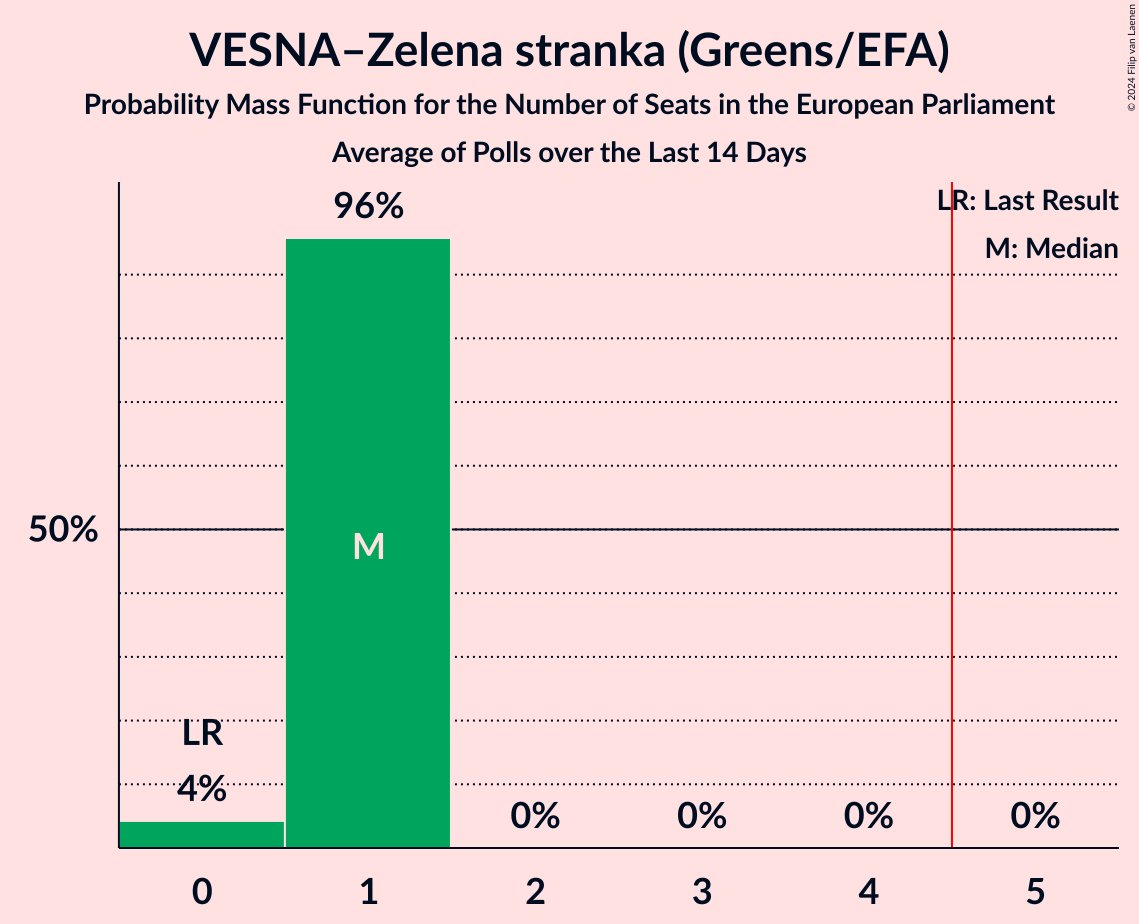 VESNA–Zelena stranka (Greens/EFA)
Probability Mass Function for the Number of Seats in the European Parliament
Average of Polls over the Last 14 Days
© 2024 Filip van Laenen
LR: Last Result
M: Median
96%
50%
M
LR
4%
0%
0%
0%
0%
0
1
2
3
4
5